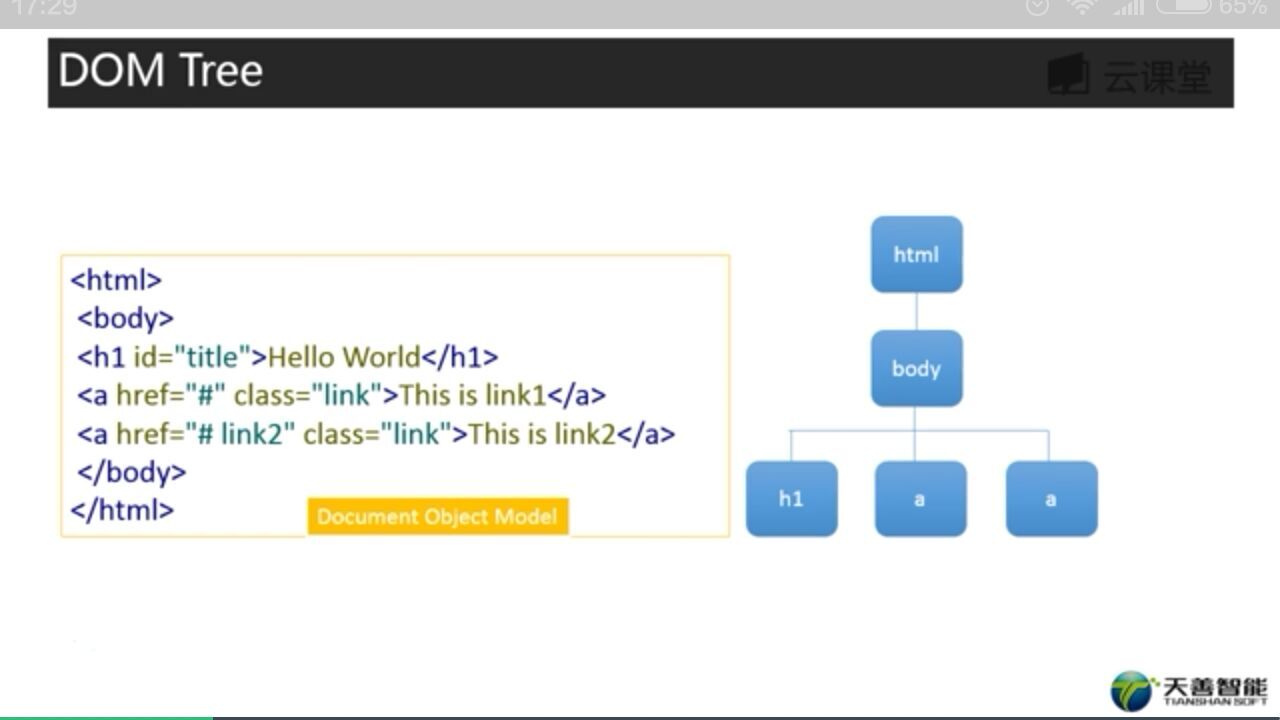 17:29
65%
DOM Tree
云课堂
<html>
<body>
<h1 id="title">Hello World</h1>
<a href="#" class="link">This is link1</a>
<a href="# link2" class="link">This is link2</a>
</body>
</html>
Document Object Model
html
body
h1
a
a
天善智能
TIANSHAN SOFT